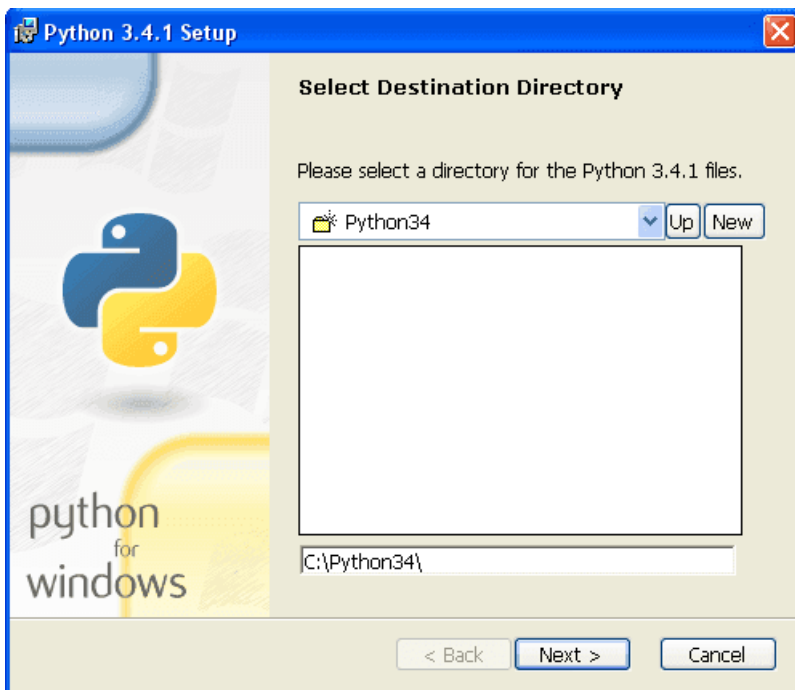 Python 3.4.1 Setup
Select Destination Directory
Please select a directory for the Python 3.4.1 files.
Python34
Up
New
C:\Python34\
python
for
windows
< Back
Next >
Cancel